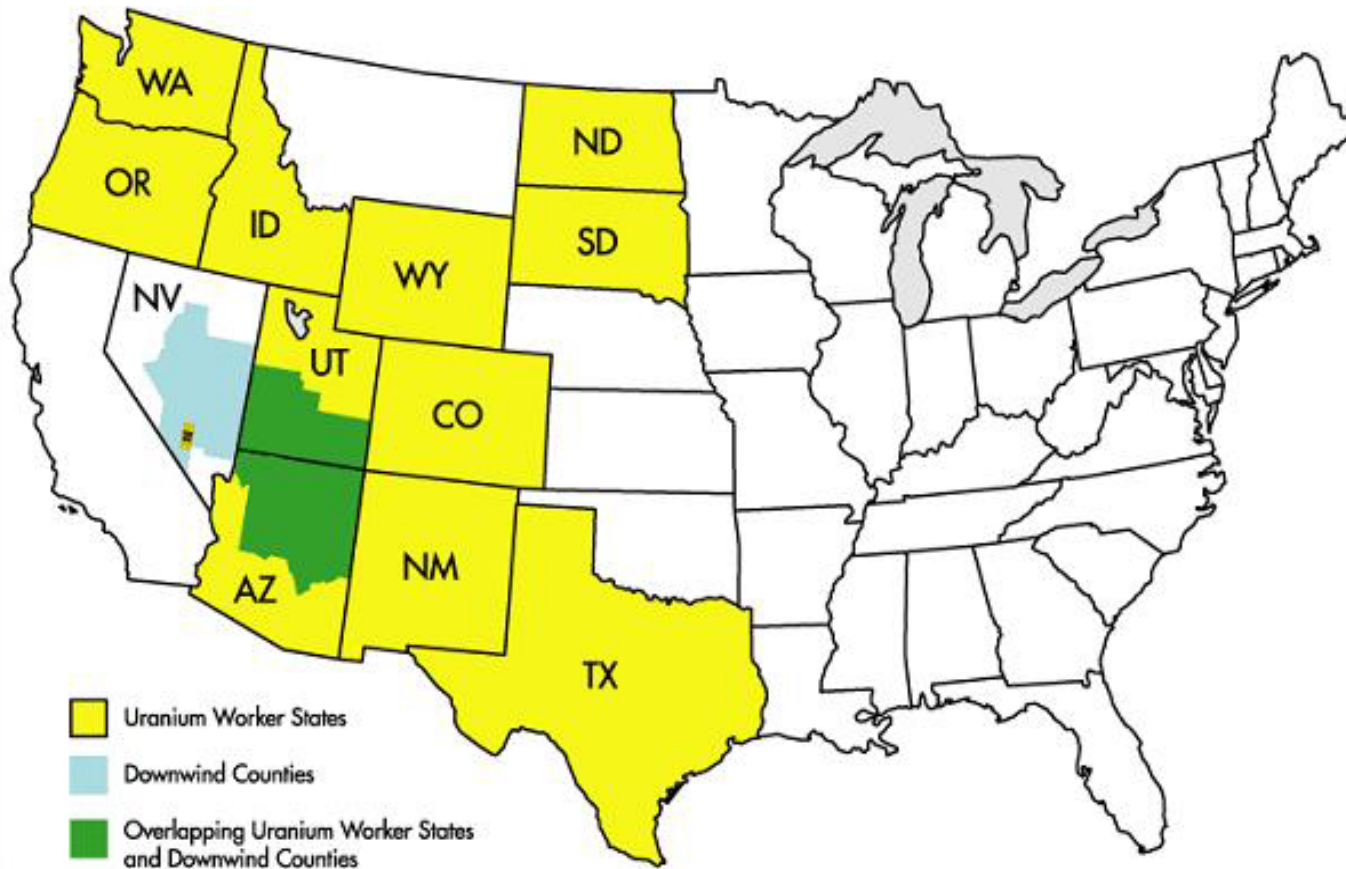 WA
ND
OR
ID
SD
WY
NV
UT
CO
NM
AZ
TX
Uranium Worker States
Downwind Counties
Overlapping Uranium Worker States
and Downwind Counties